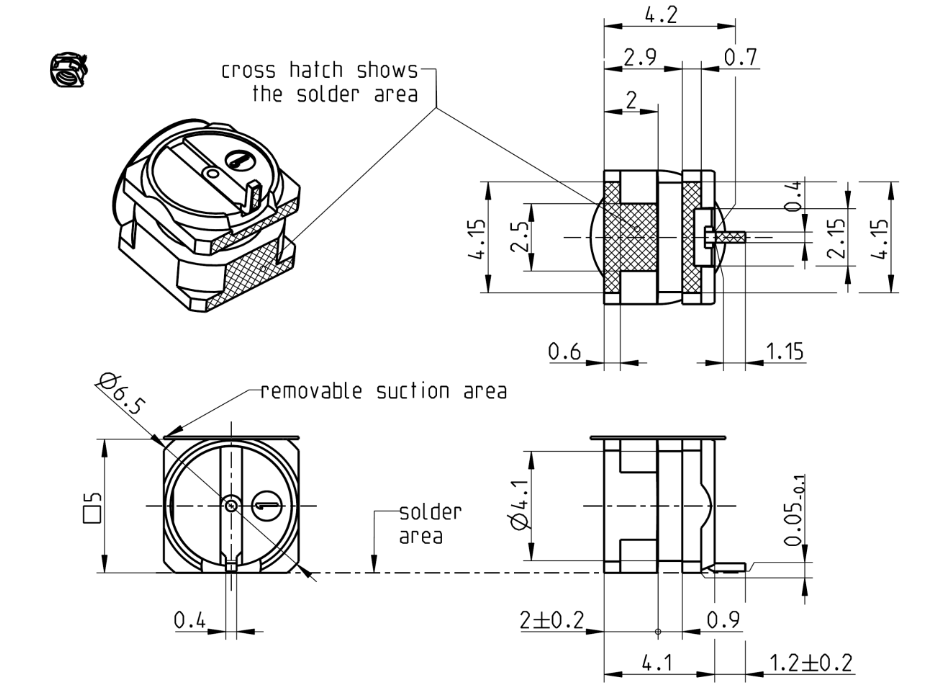 4.2
2.9
0.7
cross hatch shows
the solder area
2
4.15
2.5
0.4
2.15
4.15
0.6
1.15
Ø6.5
removable suction area
□5
solder
area
Ø4.1
0.05-0.1
0.4
2±0.2
0.9
4.1
1.2±0.2